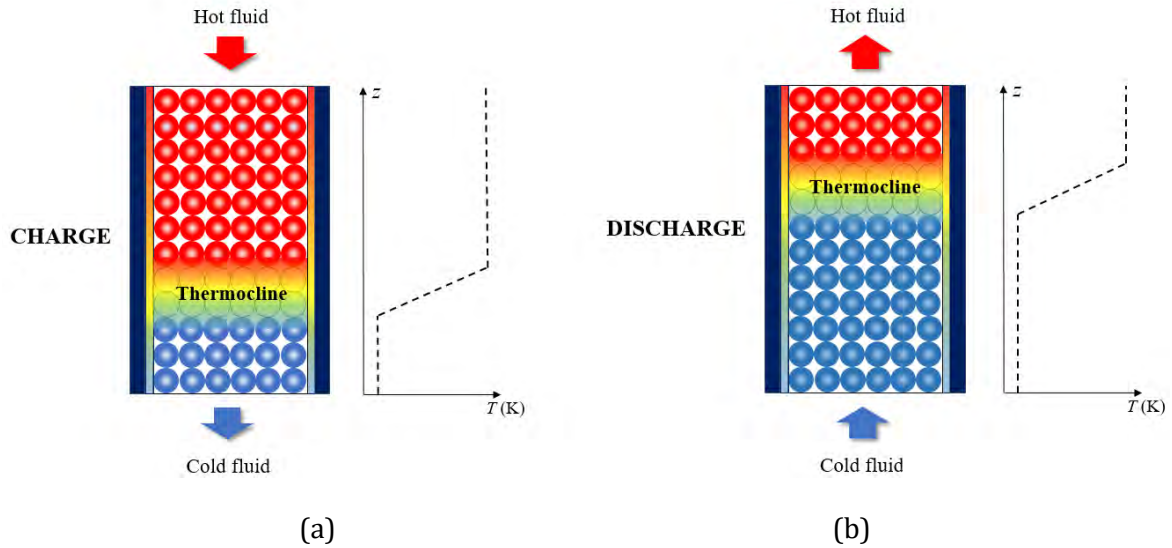 Hot fluid
z
CHARGE
Thermocline
T (K)
Cold fluid
(a)
Hot fluid
z
DISCHARGE
Thermocline
T (K)
Cold fluid
(b)